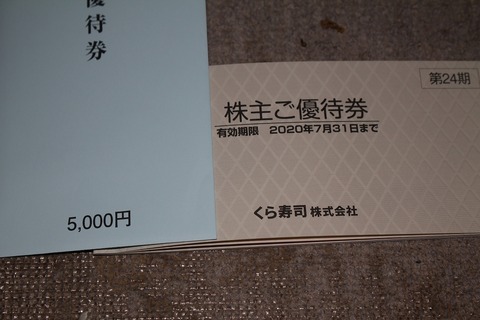 優待券
5,000円
第24期
株主ご優待券
有効期限 2020年7月31日まで
くら寿司 株式会社